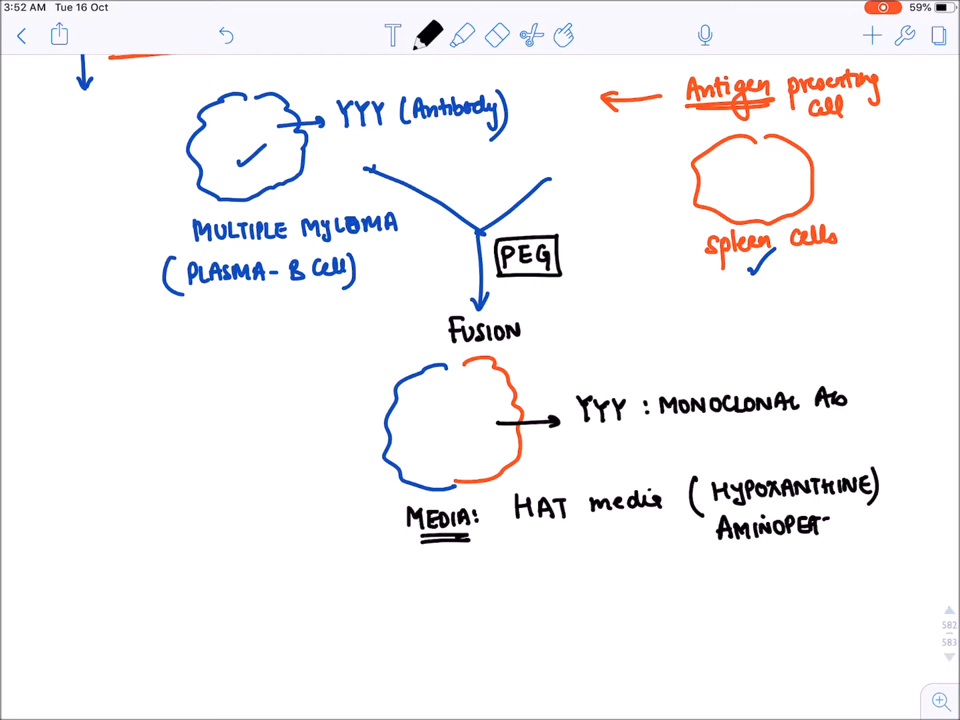 3:52 AM Tue 16 Oct
59%
T
Antigen presenting
cell
YYY (Antibody)
MULTIPLE MYLOMA
(PLASMA - B Cell)
spleen cells
PEG
FUSION
YYY : MONOCLONAL Ab
MEDIA: HAT media (HYPOXANTHINE)
AMINOPET
582
583